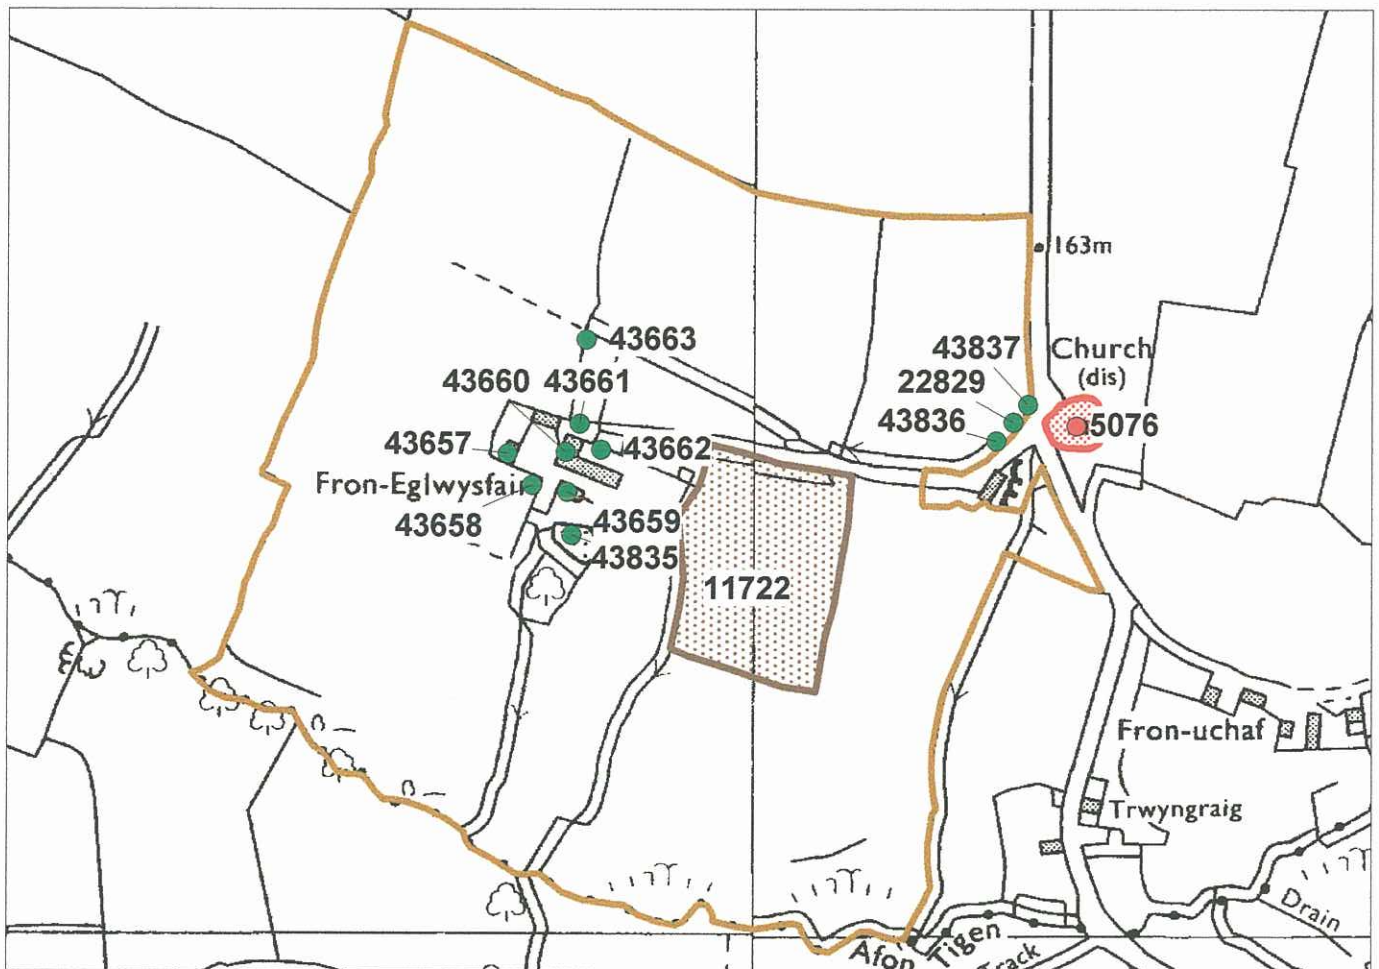 163m
43663
43837
Church
(dis)
43660 43661
22829
43836
5076
43657
43662
Fron-Eglwysfair
43658
43659
43835
11722
Fron-uchaf
Trwyngraig
Afon Tigen
Track
Drain